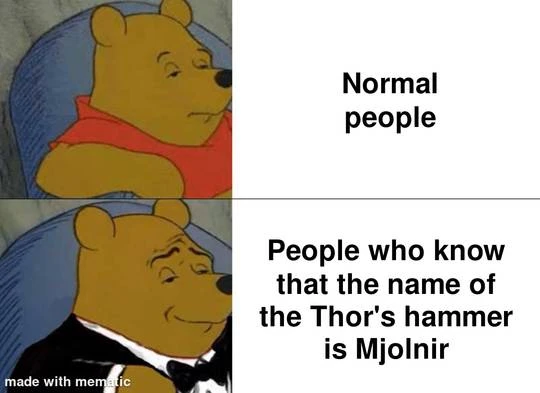 Normal
people
People who know
that the name of
the Thor's hammer
is Mjolnir
made with mematic